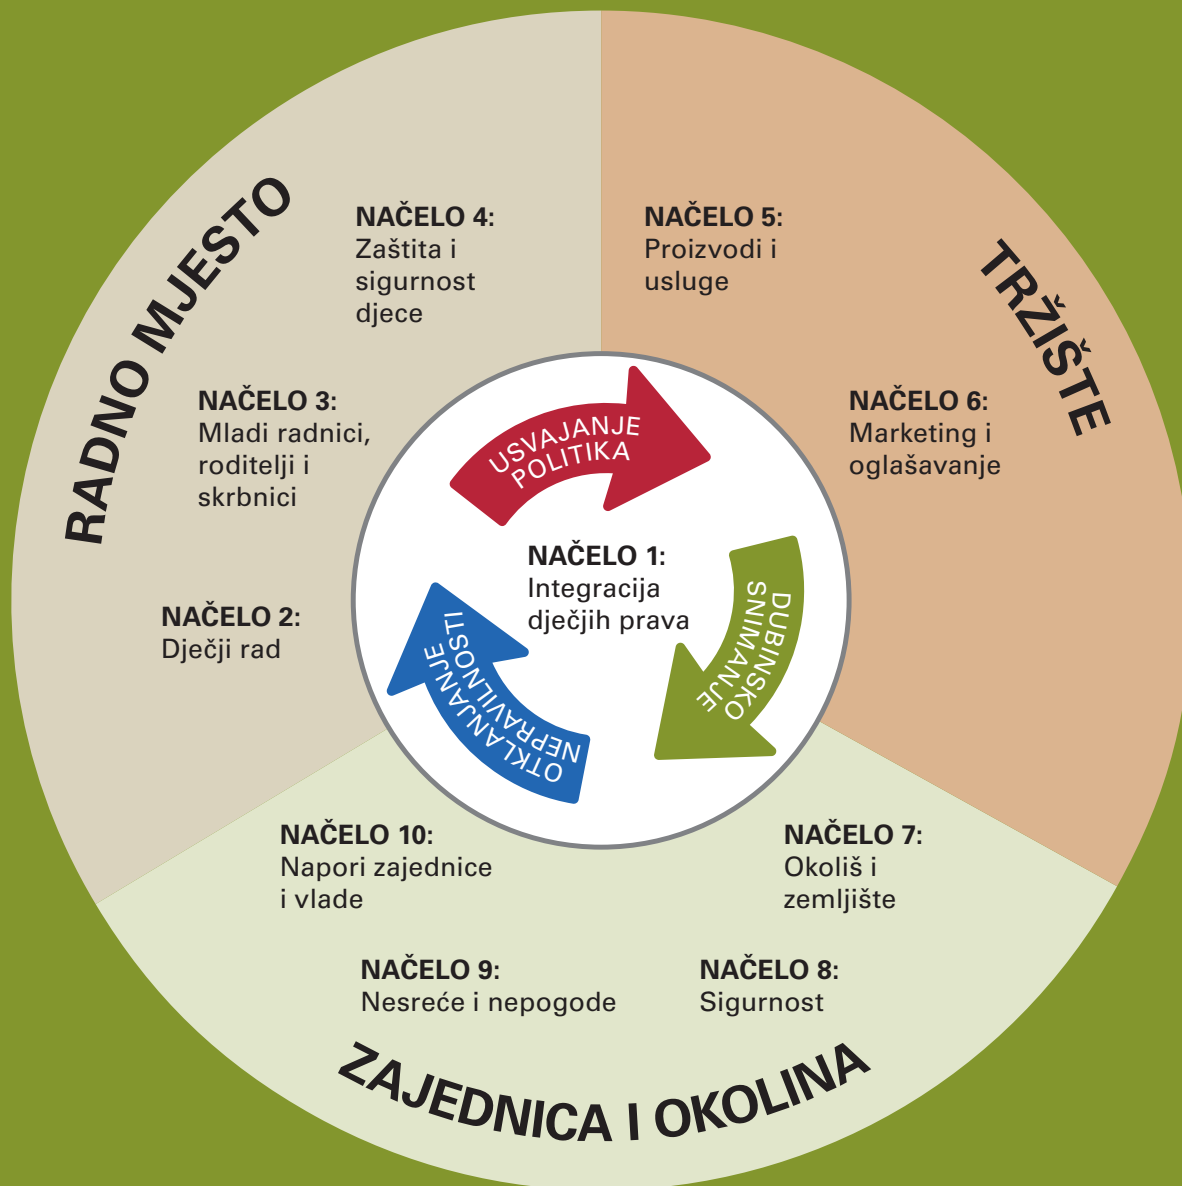 RADNO MJESTO
NAČELO 4:
Zaštita i
sigurnost
djece
NAČELO 3:
Mladi radnici,
roditelji i
skrbnici
NAČELO 2:
Dječji rad
TRŽIŠTE
NAČELO 5:
Proizvodi i
usluge
NAČELO 6:
Marketing i
oglašavanje
USVAJANJE
POLITIKA
NAČELO 1:
Integracija
dječjih prava
DUBINSKO
SNIMANJE
OTKLANJANJE
NEPRAVILNOSTI
NAČELO 10:
Napori zajednice
i vlade
NAČELO 7:
Okoliš i
zemljište
NAČELO 9:
Nesreće i nepogode
NAČELO 8:
Sigurnost
ZAJEDNICA I OKOLINA